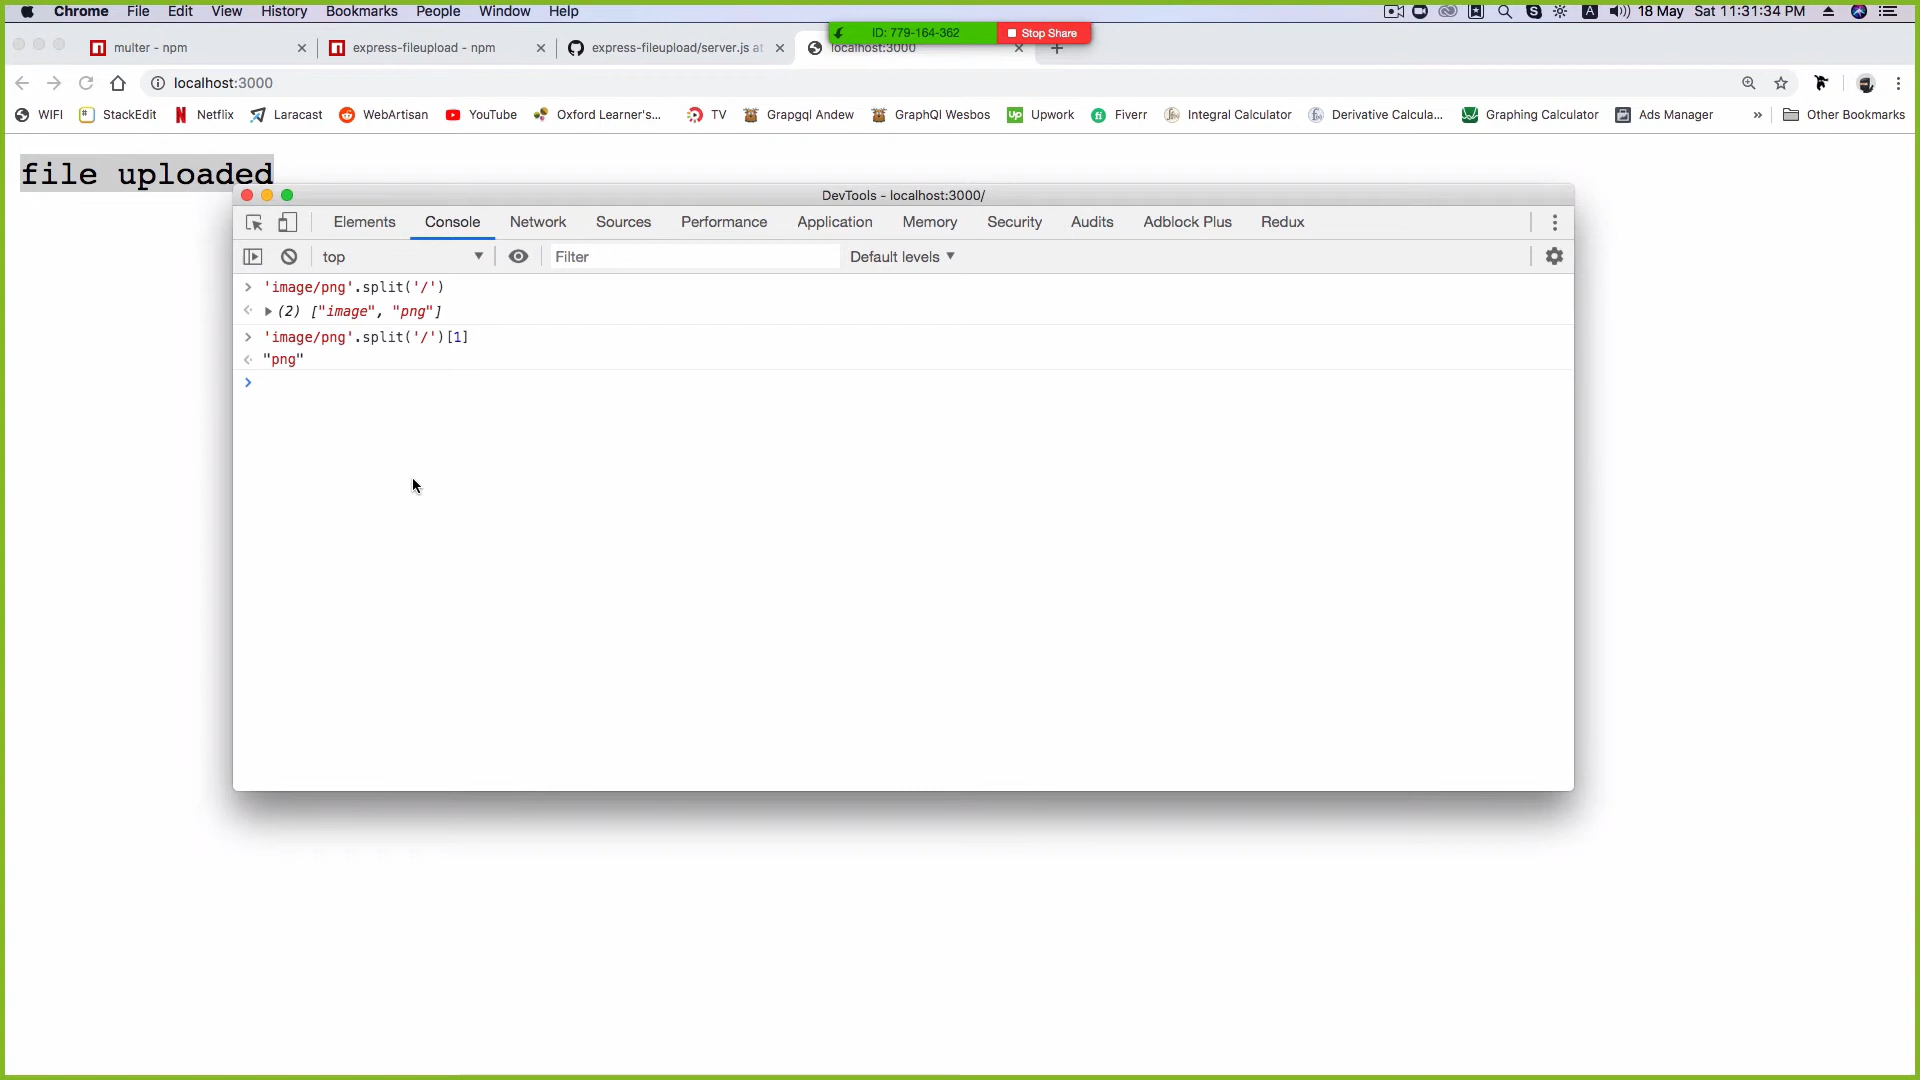 Chrome File Edit View History Bookmarks People Window Help 18 May Sat 11:31:34 PM
ID: 779-164-362 Stop Share
multer - npm express-fileupload - npm express-fileupload/server.js at localhost:3000
localhost:3000
WIFI StackEdit Netflix Laracast WebArtisan YouTube Oxford Learner's... TV Grapgql Andew GraphQl Wesbos Upwork Fiverr Integral Calculator Derivative Calcula... Graphing Calculator Ads Manager » Other Bookmarks
file uploaded
DevTools - localhost:3000/
Elements Console Network Sources Performance Application Memory Security Audits Adblock Plus Redux
top Filter Default levels
'image/png'.split('/')
(2) ["image", "png"]
'image/png'.split('/')[1]
"png"